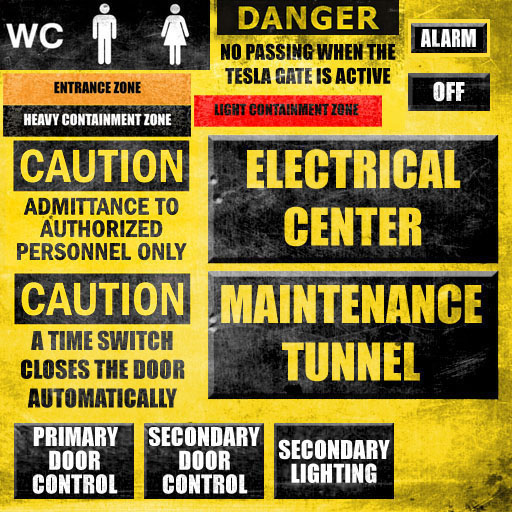 WC
DANGER
NO PASSING WHEN THE
TESLA GATE IS ACTIVE
ALARM
OFF
ENTRANCE ZONE
HEAVY CONTAINMENT ZONE
LIGHT CONTAINMENT ZONE
CAUTION
ADMITTANCE TO
AUTHORIZED
PERSONNEL ONLY
ELECTRICAL
CENTER
CAUTION
A TIME SWITCH
CLOSES THE DOOR
AUTOMATICALLY
MAINTENANCE
TUNNEL
PRIMARY
DOOR
CONTROL
SECONDARY
DOOR
CONTROL
SECONDARY
LIGHTING